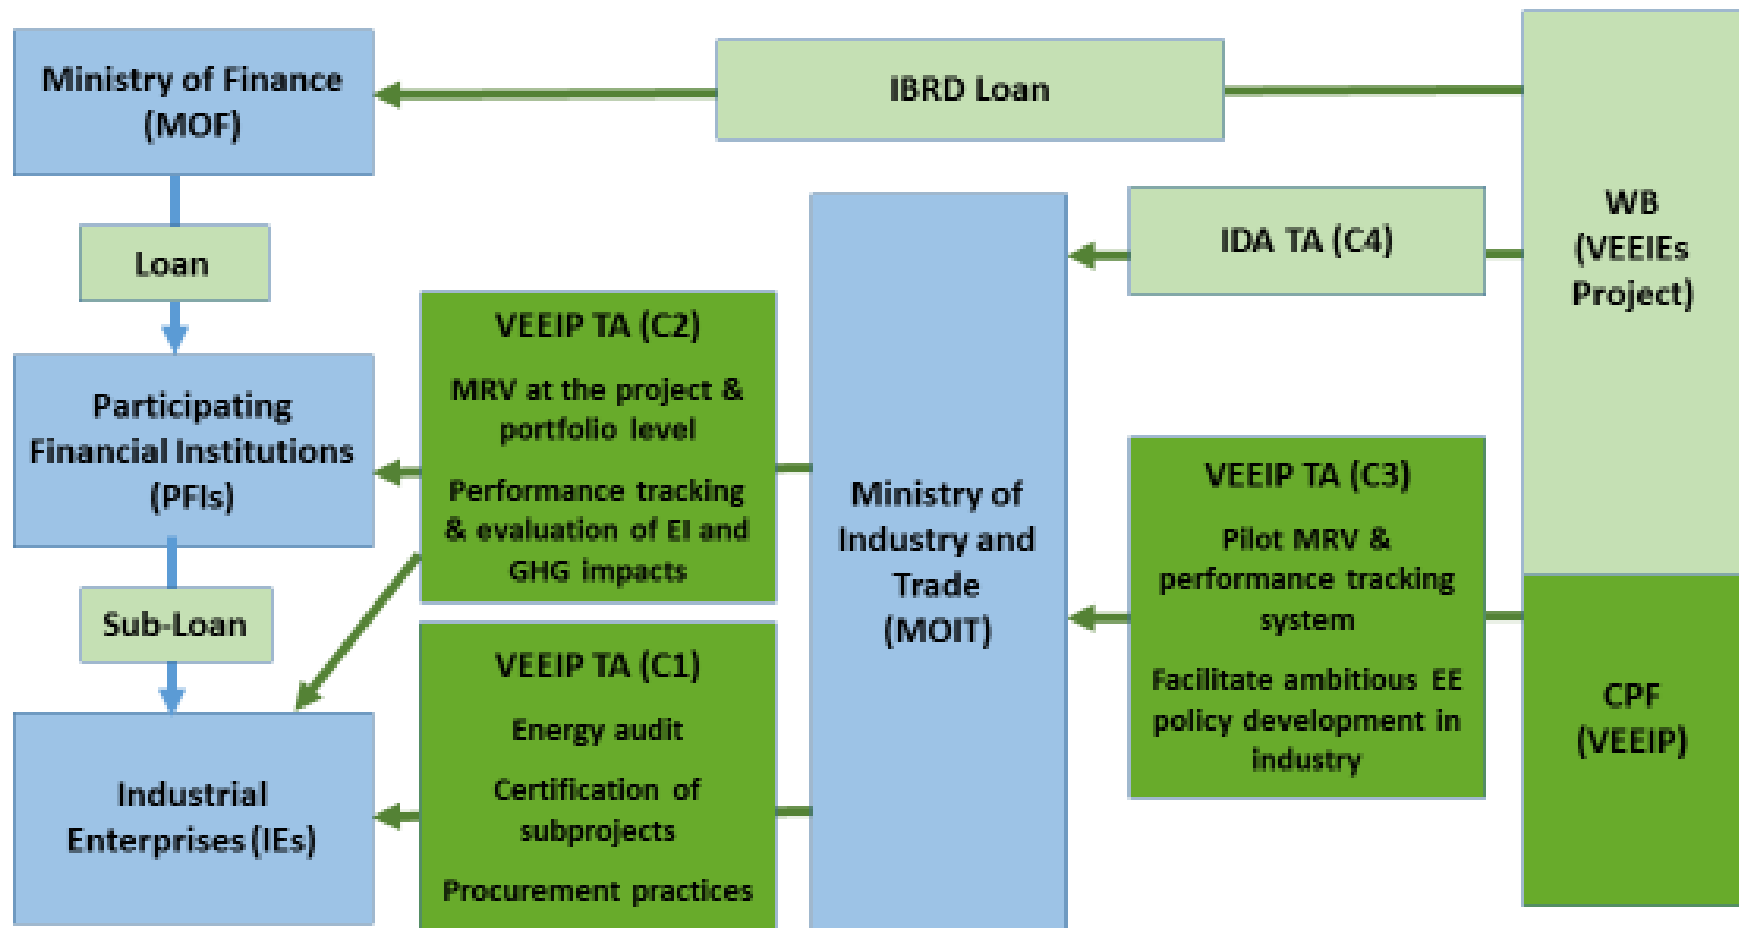 Ministry of Finance
(MOF)
IBRD Loan
WB
(VEEIEs
Project)
IDA TA (C4)
Loan
VEEIP TA (C2)
MRV at the project &
portfolio level
Performance tracking
& evaluation of EI and
GHG impacts
Participating
Financial Institutions
(PFIs)
Ministry of
Industry and
Trade
(MOIT)
VEEIP TA (C3)
Pilot MRV &
performance tracking
system
Facilitate ambitious EE
policy development in
industry
CPF
(VEEIP)
Sub-Loan
VEEIP TA (C1)
Energy audit
Certification of
subprojects
Procurement practices
Industrial
Enterprises (IEs)